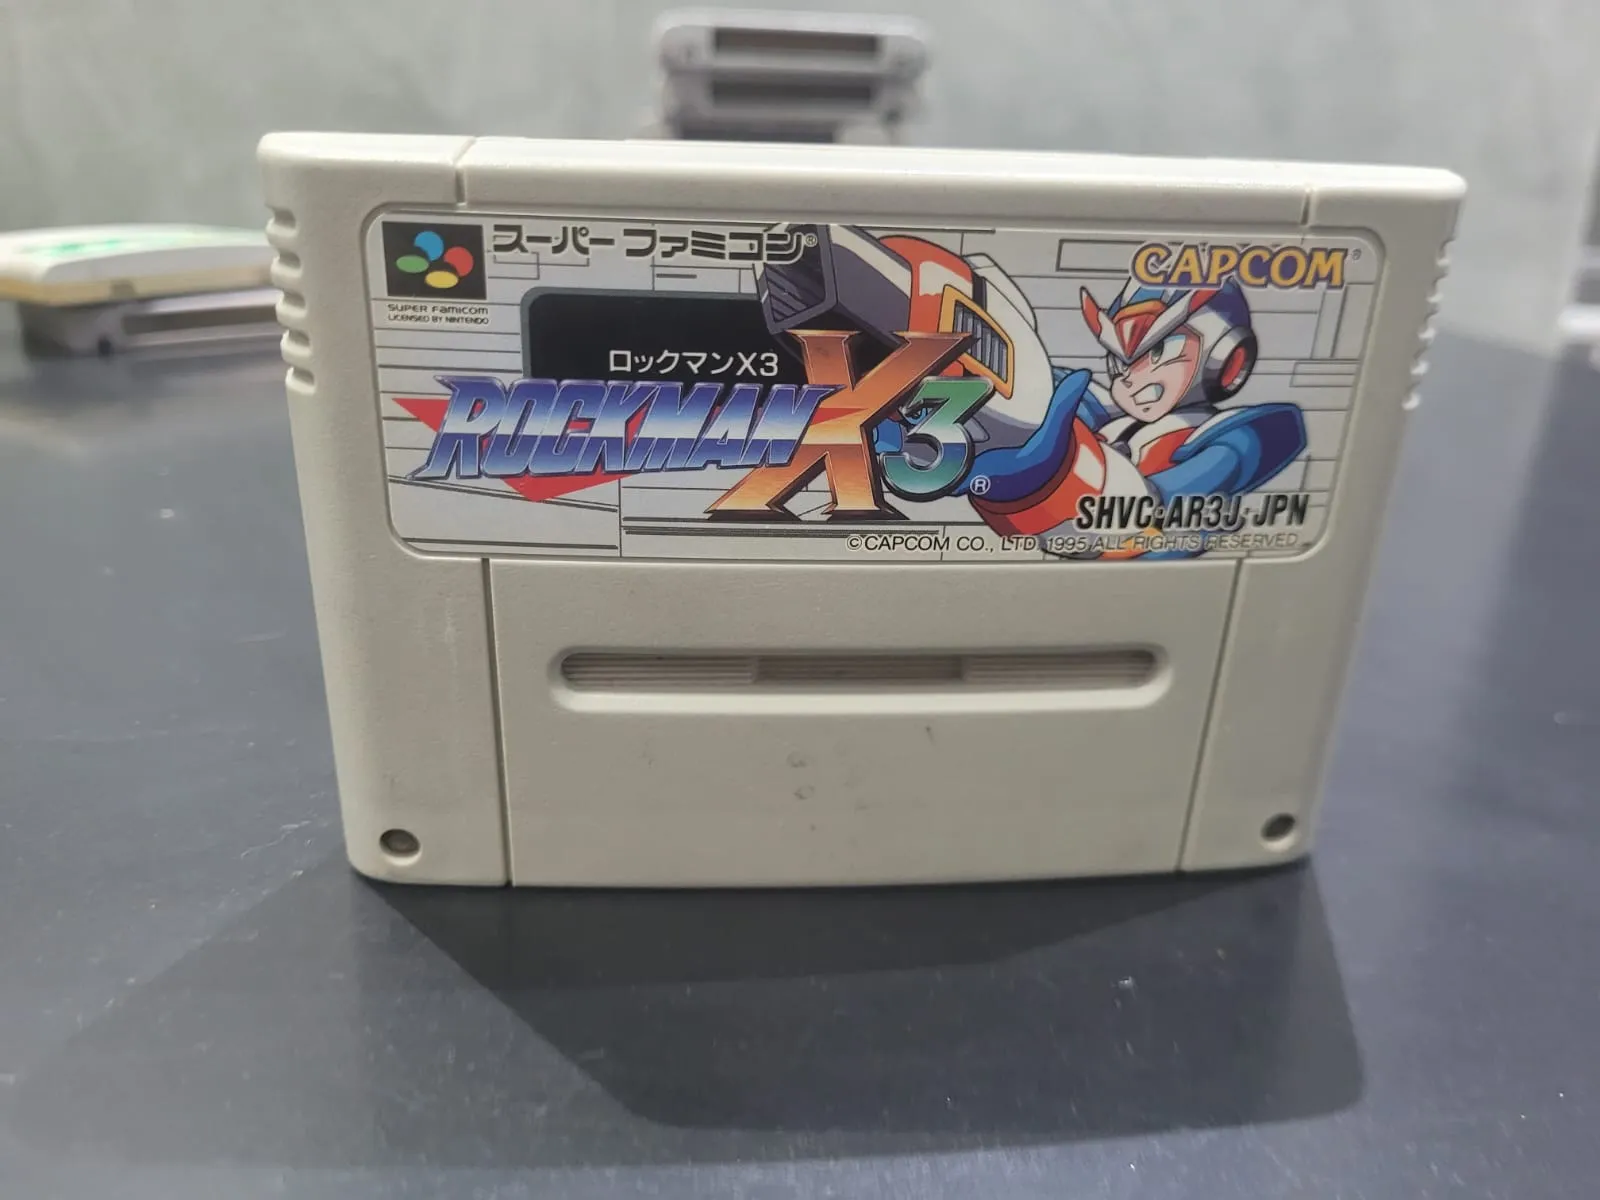 スーパーファミコン®
SUPER FAMICOM
LICENSED BY NINTENDO
CAPCOM®
ロックマンX3
ROCKMAN X3®
SHVC-AR3J-JPN
©CAPCOM CO., LTD. 1995 ALL RIGHTS RESERVED.